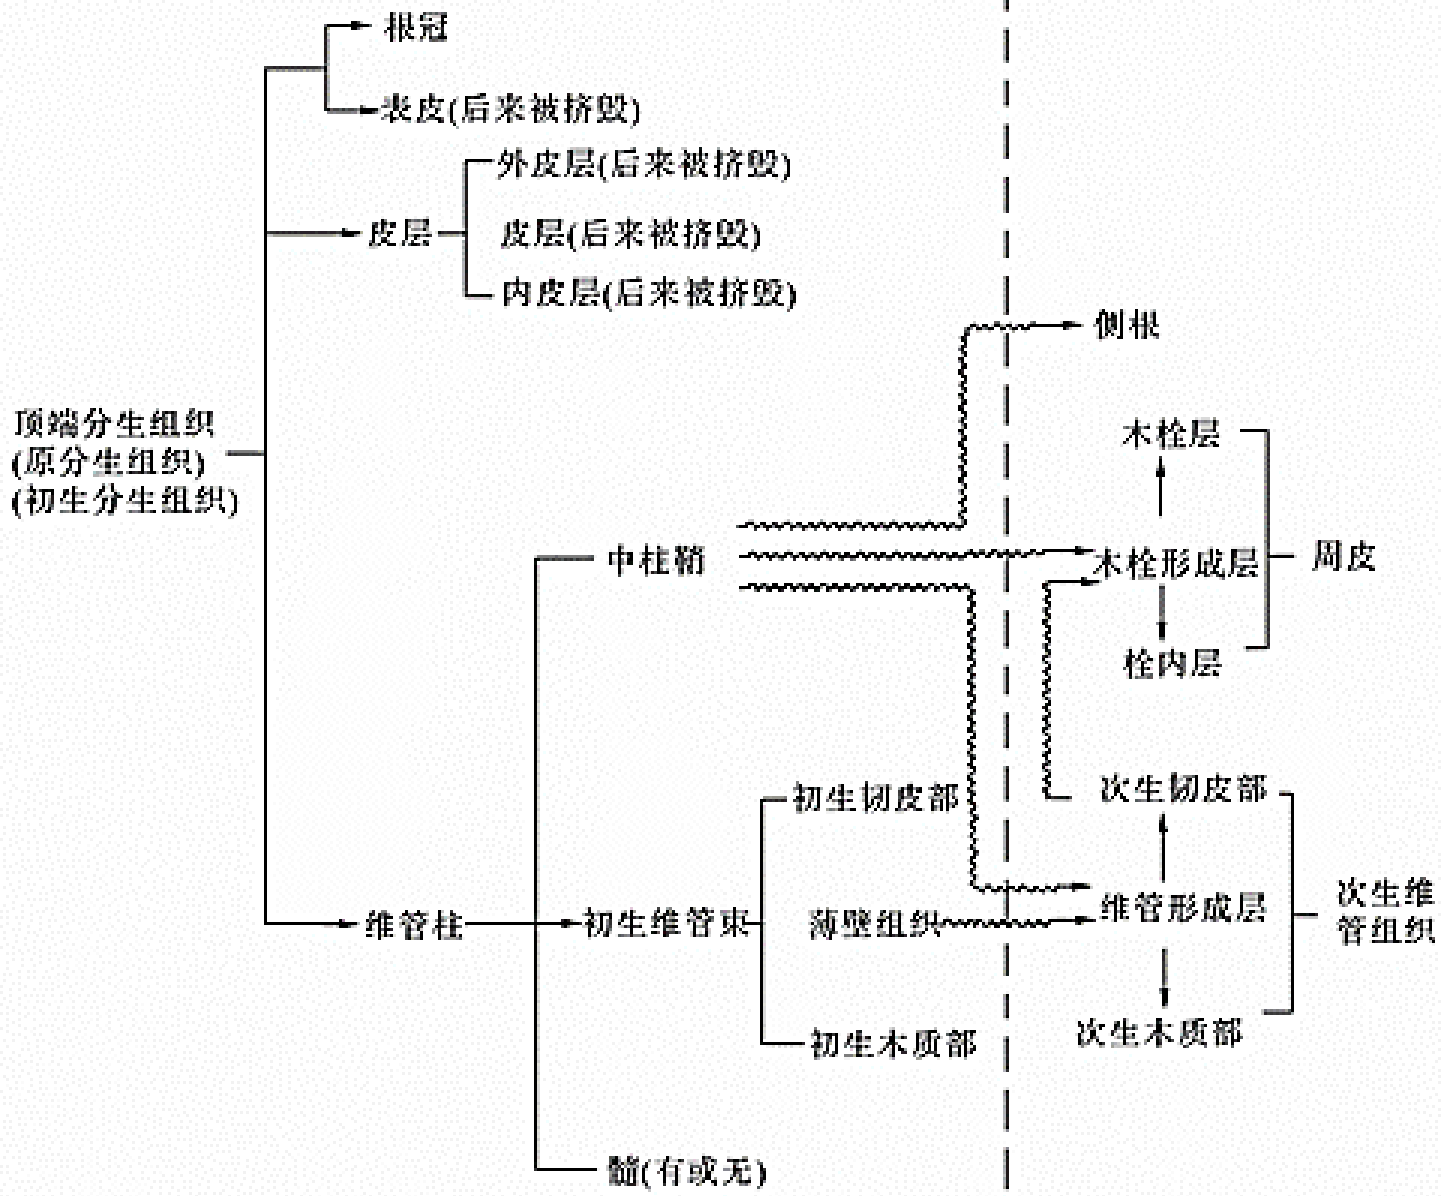 根冠
表皮(后来被挤毁)
外皮层(后来被挤毁)
皮层
皮层(后来被挤毁)
内皮层(后来被挤毁)
侧根
顶端分生组织
(原分生组织)
(初生分生组织)
木栓层
中柱鞘
木栓形成层
周皮
栓内层
初生韧皮部
次生韧皮部
维管柱
初生维管束
薄壁组织
维管形成层
次生维
管组织
初生木质部
次生木质部
髓(有或无)